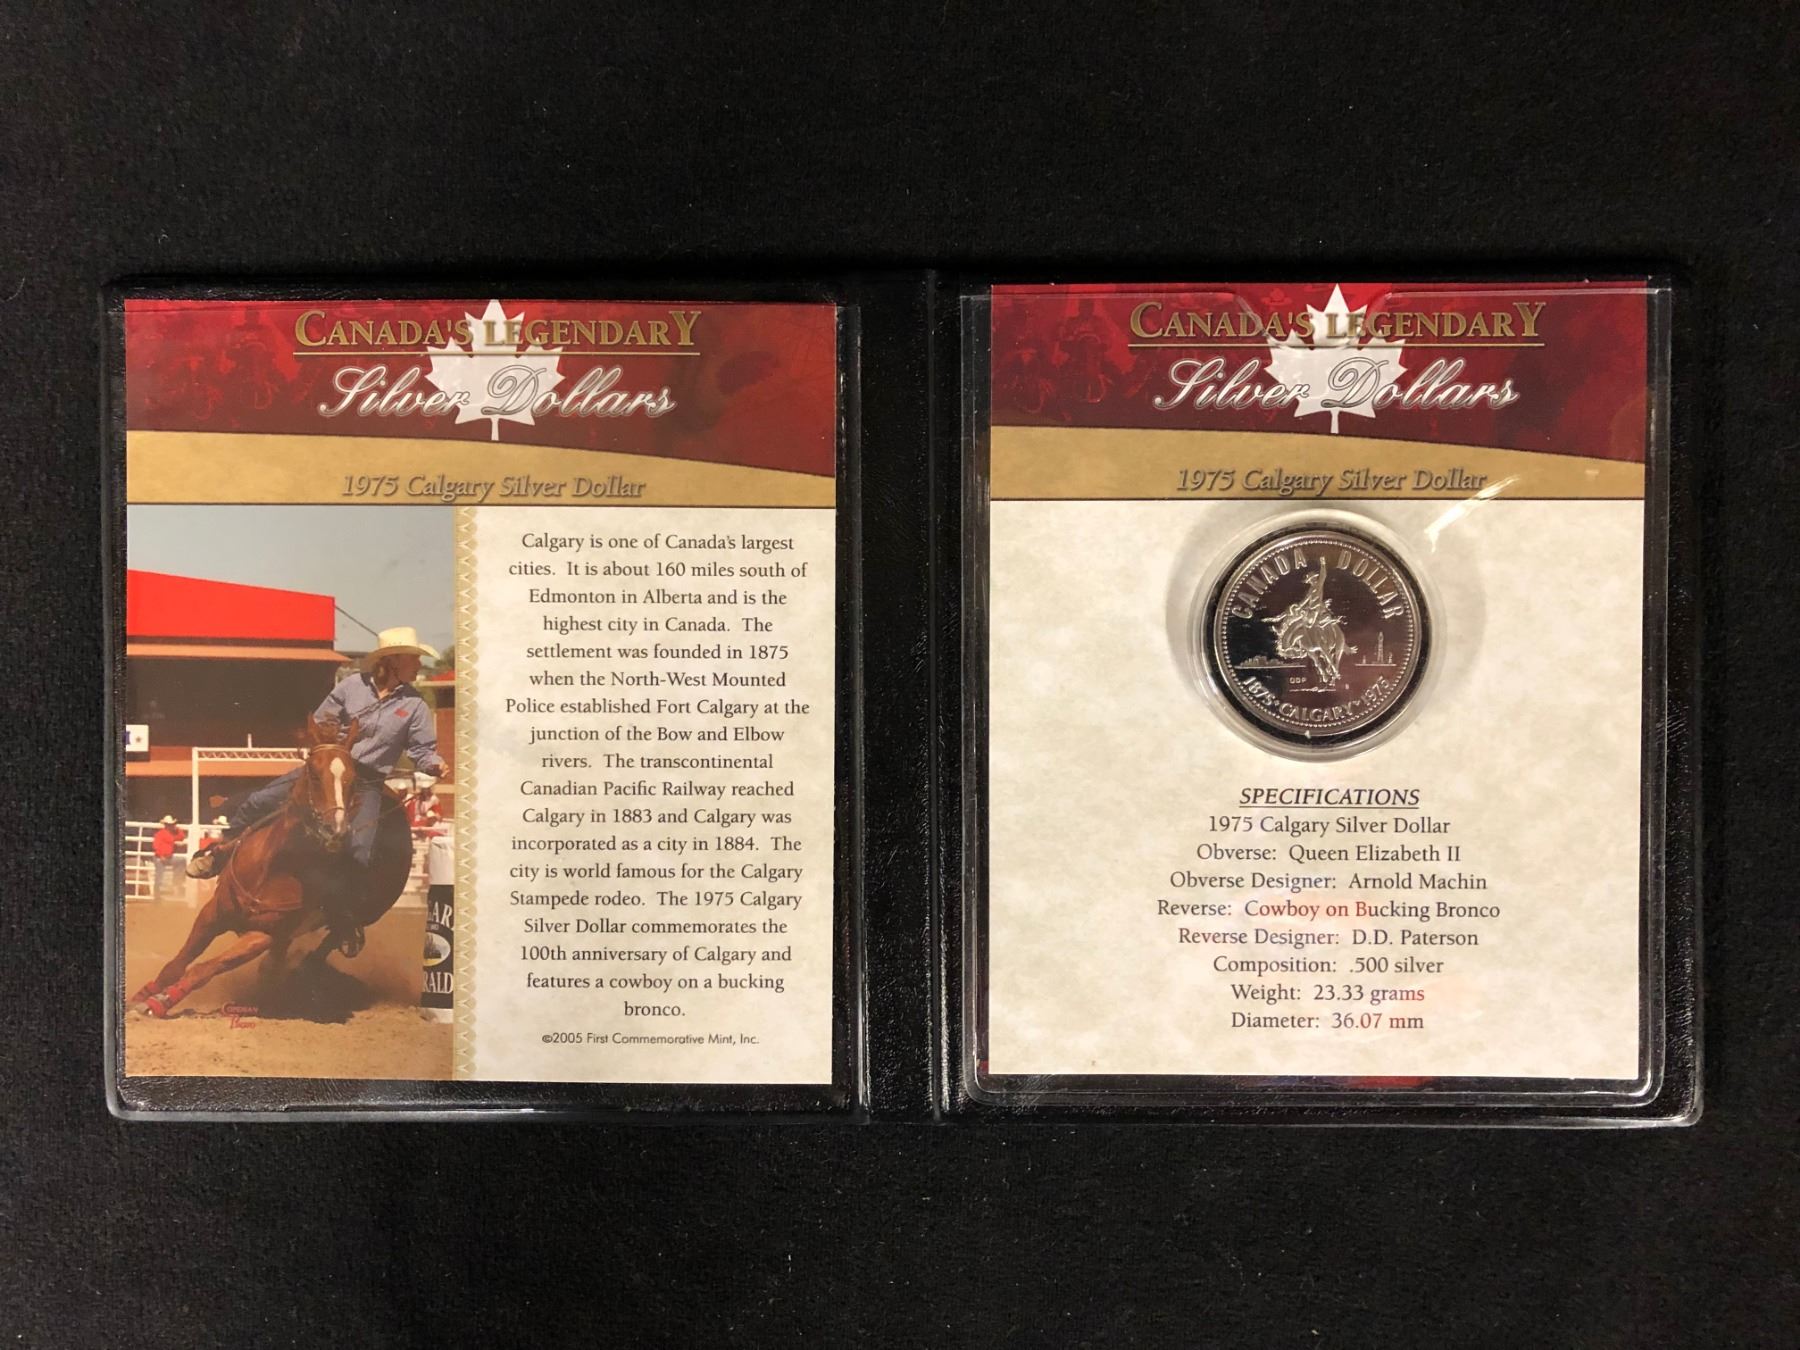 CANADA'S LEGENDARY
Silver Dollars
1975 Calgary Silver Dollar
Calgary is one of Canada's largest
cities.  It is about 160 miles south of
Edmonton in Alberta and is the
highest city in Canada.  The
settlement was founded in 1875
when the North-West Mounted
Police established Fort Calgary at the
junction of the Bow and Elbow
rivers.  The transcontinental
Canadian Pacific Railway reached
Calgary in 1883 and Calgary was
incorporated as a city in 1884.  The
city is world famous for the Calgary
Stampede rodeo.  The 1975 Calgary
Silver Dollar commemorates the
100th anniversary of Calgary and
features a cowboy on a bucking
bronco.
©2005 First Commemorative Mint, Inc.
AR
RALD
CANADA'S LEGENDARY
Silver Dollars
1975 Calgary Silver Dollar
CANADA DOLLAR
DDP
1875 · CALGARY · 1975
SPECIFICATIONS
1975 Calgary Silver Dollar
Obverse:  Queen Elizabeth II
Obverse Designer:  Arnold Machin
Reverse:  Cowboy on Bucking Bronco
Reverse Designer:  D.D. Paterson
Composition:  .500 silver
Weight:  23.33 grams
Diameter:  36.07 mm